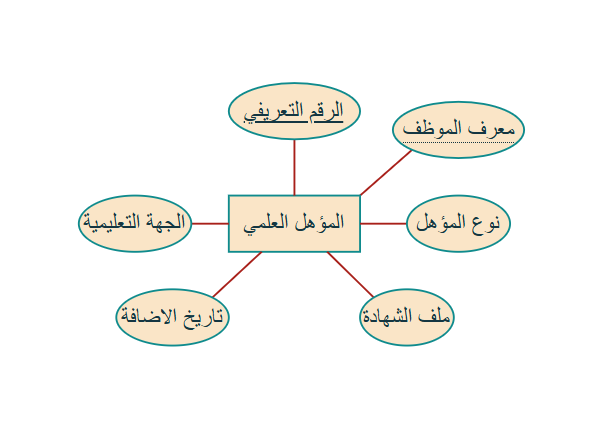 الرقم التعريفي
معرف الموظف
الجهة التعليمية
المؤهل العلمي
نوع المؤهل
تاريخ الاضافة
ملف الشهادة